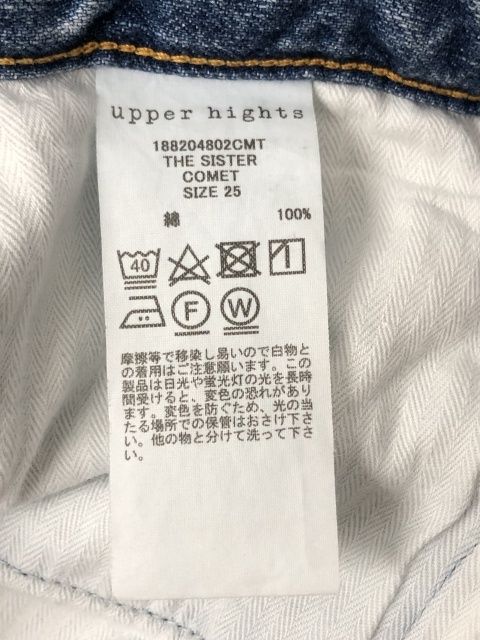 upper hights
188204802CMT
THE SISTER
COMET
SIZE 25
綿 100%
40
F W
摩擦等で移染し易いので白物と
の着用はご注意願います。この
製品は日光や蛍光灯の光を長時
間受けると、変色の恐れがあり
ます。変色を防ぐため、光の当
たる場所での保管はおさけ下さ
い。他の物と分けて洗って下さ
い。